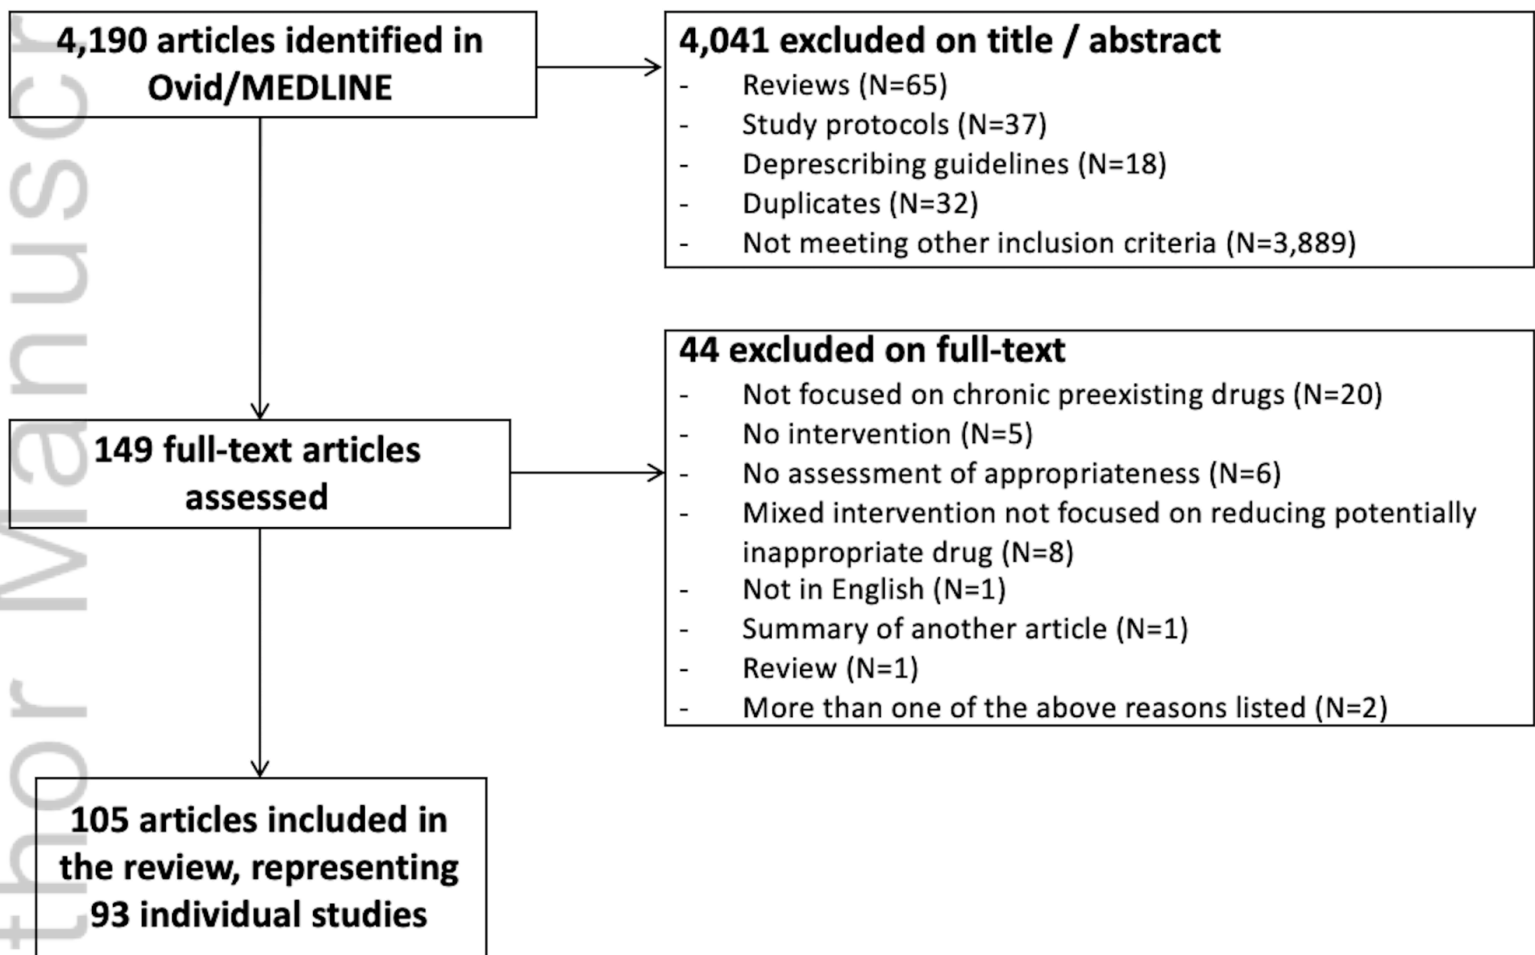 4,190 articles identified in
Ovid/MEDLINE
4,041 excluded on title / abstract
- Reviews (N=65)
- Study protocols (N=37)
- Deprescribing guidelines (N=18)
- Duplicates (N=32)
- Not meeting other inclusion criteria (N=3,889)
149 full-text articles
assessed
44 excluded on full-text
- Not focused on chronic preexisting drugs (N=20)
- No intervention (N=5)
- No assessment of appropriateness (N=6)
- Mixed intervention not focused on reducing potentially
inappropriate drug (N=8)
- Not in English (N=1)
- Summary of another article (N=1)
- Review (N=1)
- More than one of the above reasons listed (N=2)
105 articles included in
the review, representing
93 individual studies
thor Manuscr